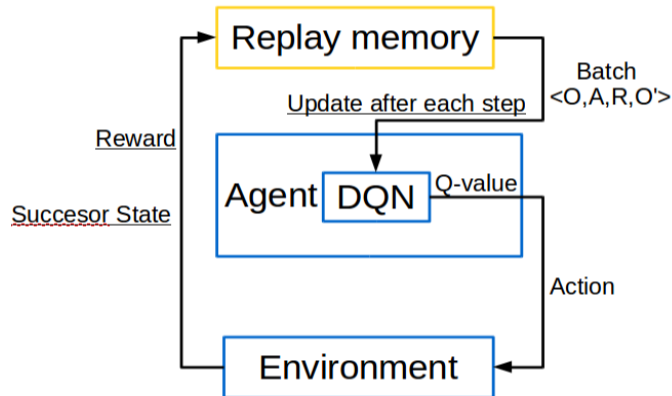 Replay memory
Batch
<O,A,R,O'>
Update after each step
Reward
Agent
DQN
Q-value
Succesor State
Action
Environment